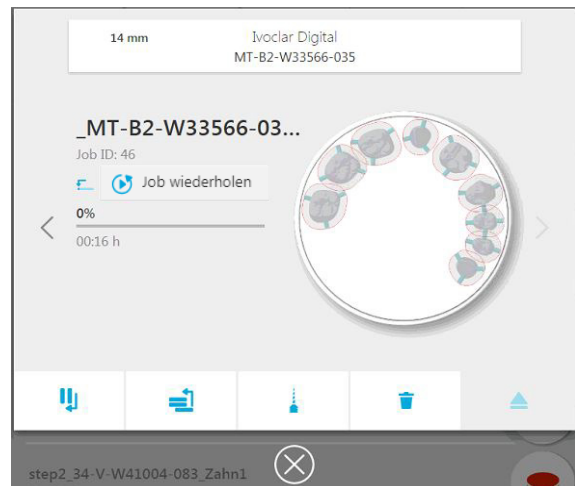 14 mm
Ivoclar Digital
MT-B2-W33566-035
_MT-B2-W33566-03...
Job ID: 46
Job wiederholen
0%
00:16 h
step2_34-V-W41004-083_Zahn1